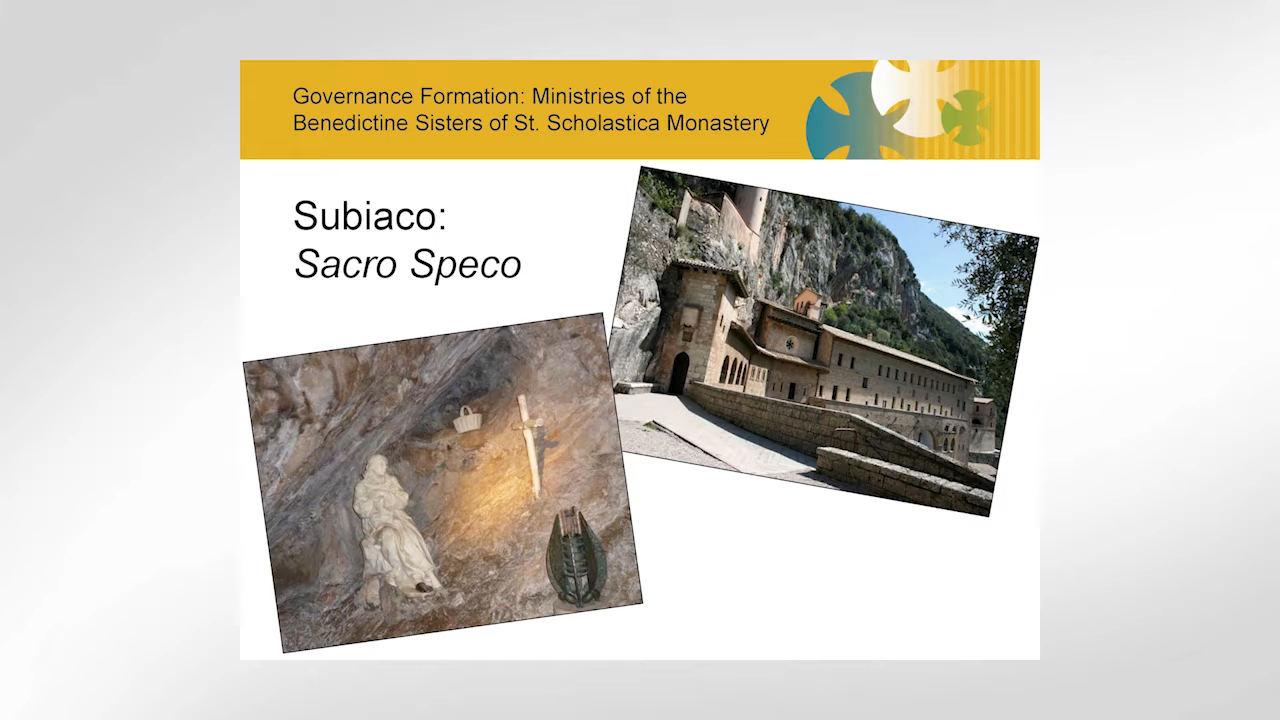 Governance Formation: Ministries of the
Benedictine Sisters of St. Scholastica Monastery
Subiaco:
Sacro Speco